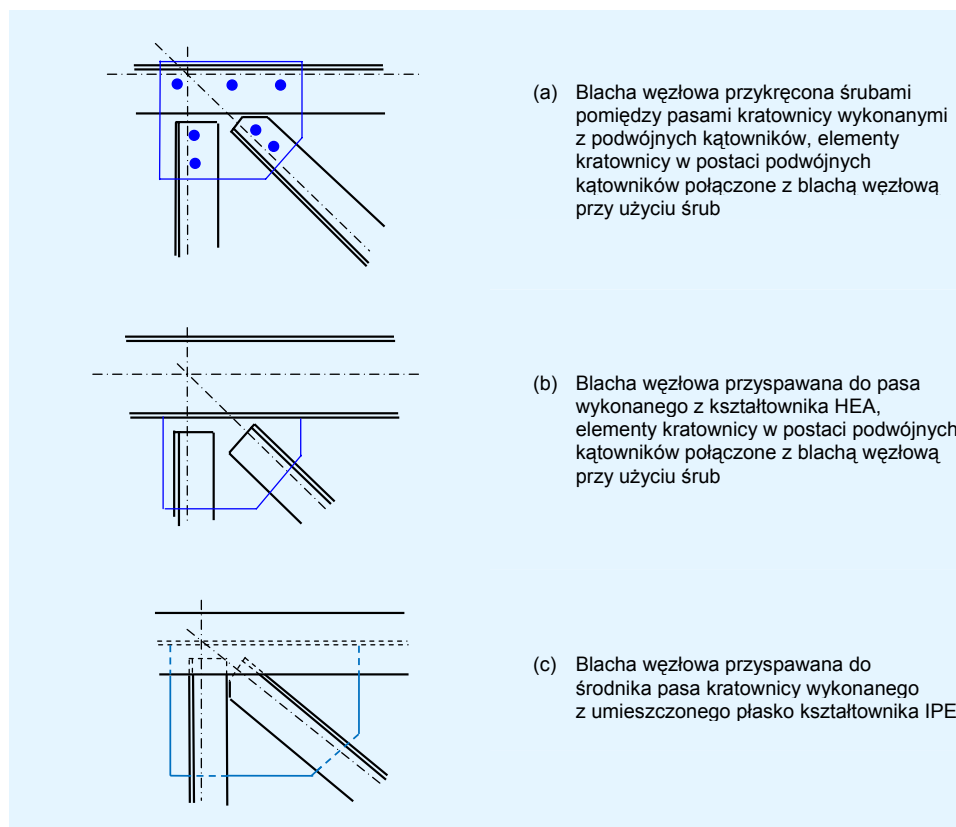 (a) Blacha węzłowa przykręcona śrubami
pomiędzy pasami kratownicy wykonanymi
z podwójnych kątowników, elementy
kratownicy w postaci podwójnych
kątowników połączone z blachą węzłową
przy użyciu śrub
(b) Blacha węzłowa przyspawana do pasa
wykonanego z kształtownika HEA,
elementy kratownicy w postaci podwójnych
kątowników połączone z blachą węzłową
przy użyciu śrub
(c) Blacha węzłowa przyspawana do
środnika pasa kratownicy wykonanego
z umieszczonego płasko kształtownika IPE